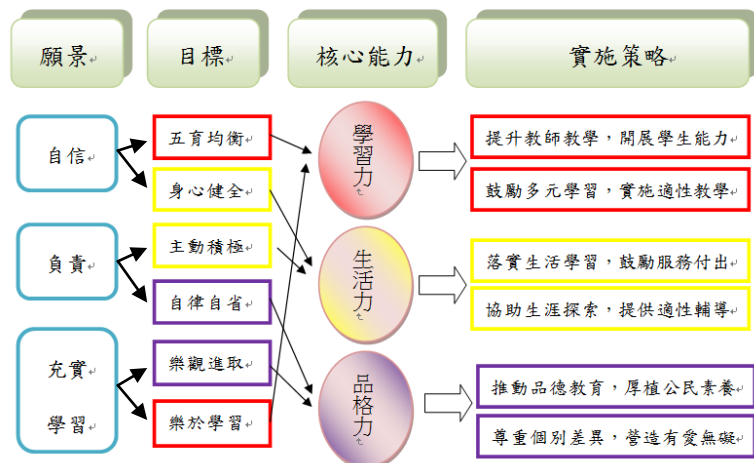 願景
目標
核心能力
實施策略
自信
負責
充實
學習
五育均衡
身心健全
主動積極
自律自省
樂觀進取
樂於學習
學習力
生活力
品格力
提升教師教學，開展學生能力
鼓勵多元學習，實施適性教學
落實生活學習，鼓勵服務付出
協助生涯探索，提供適性輔導
推動品德教育，厚植公民素養
尊重個別差異，營造有愛無礙